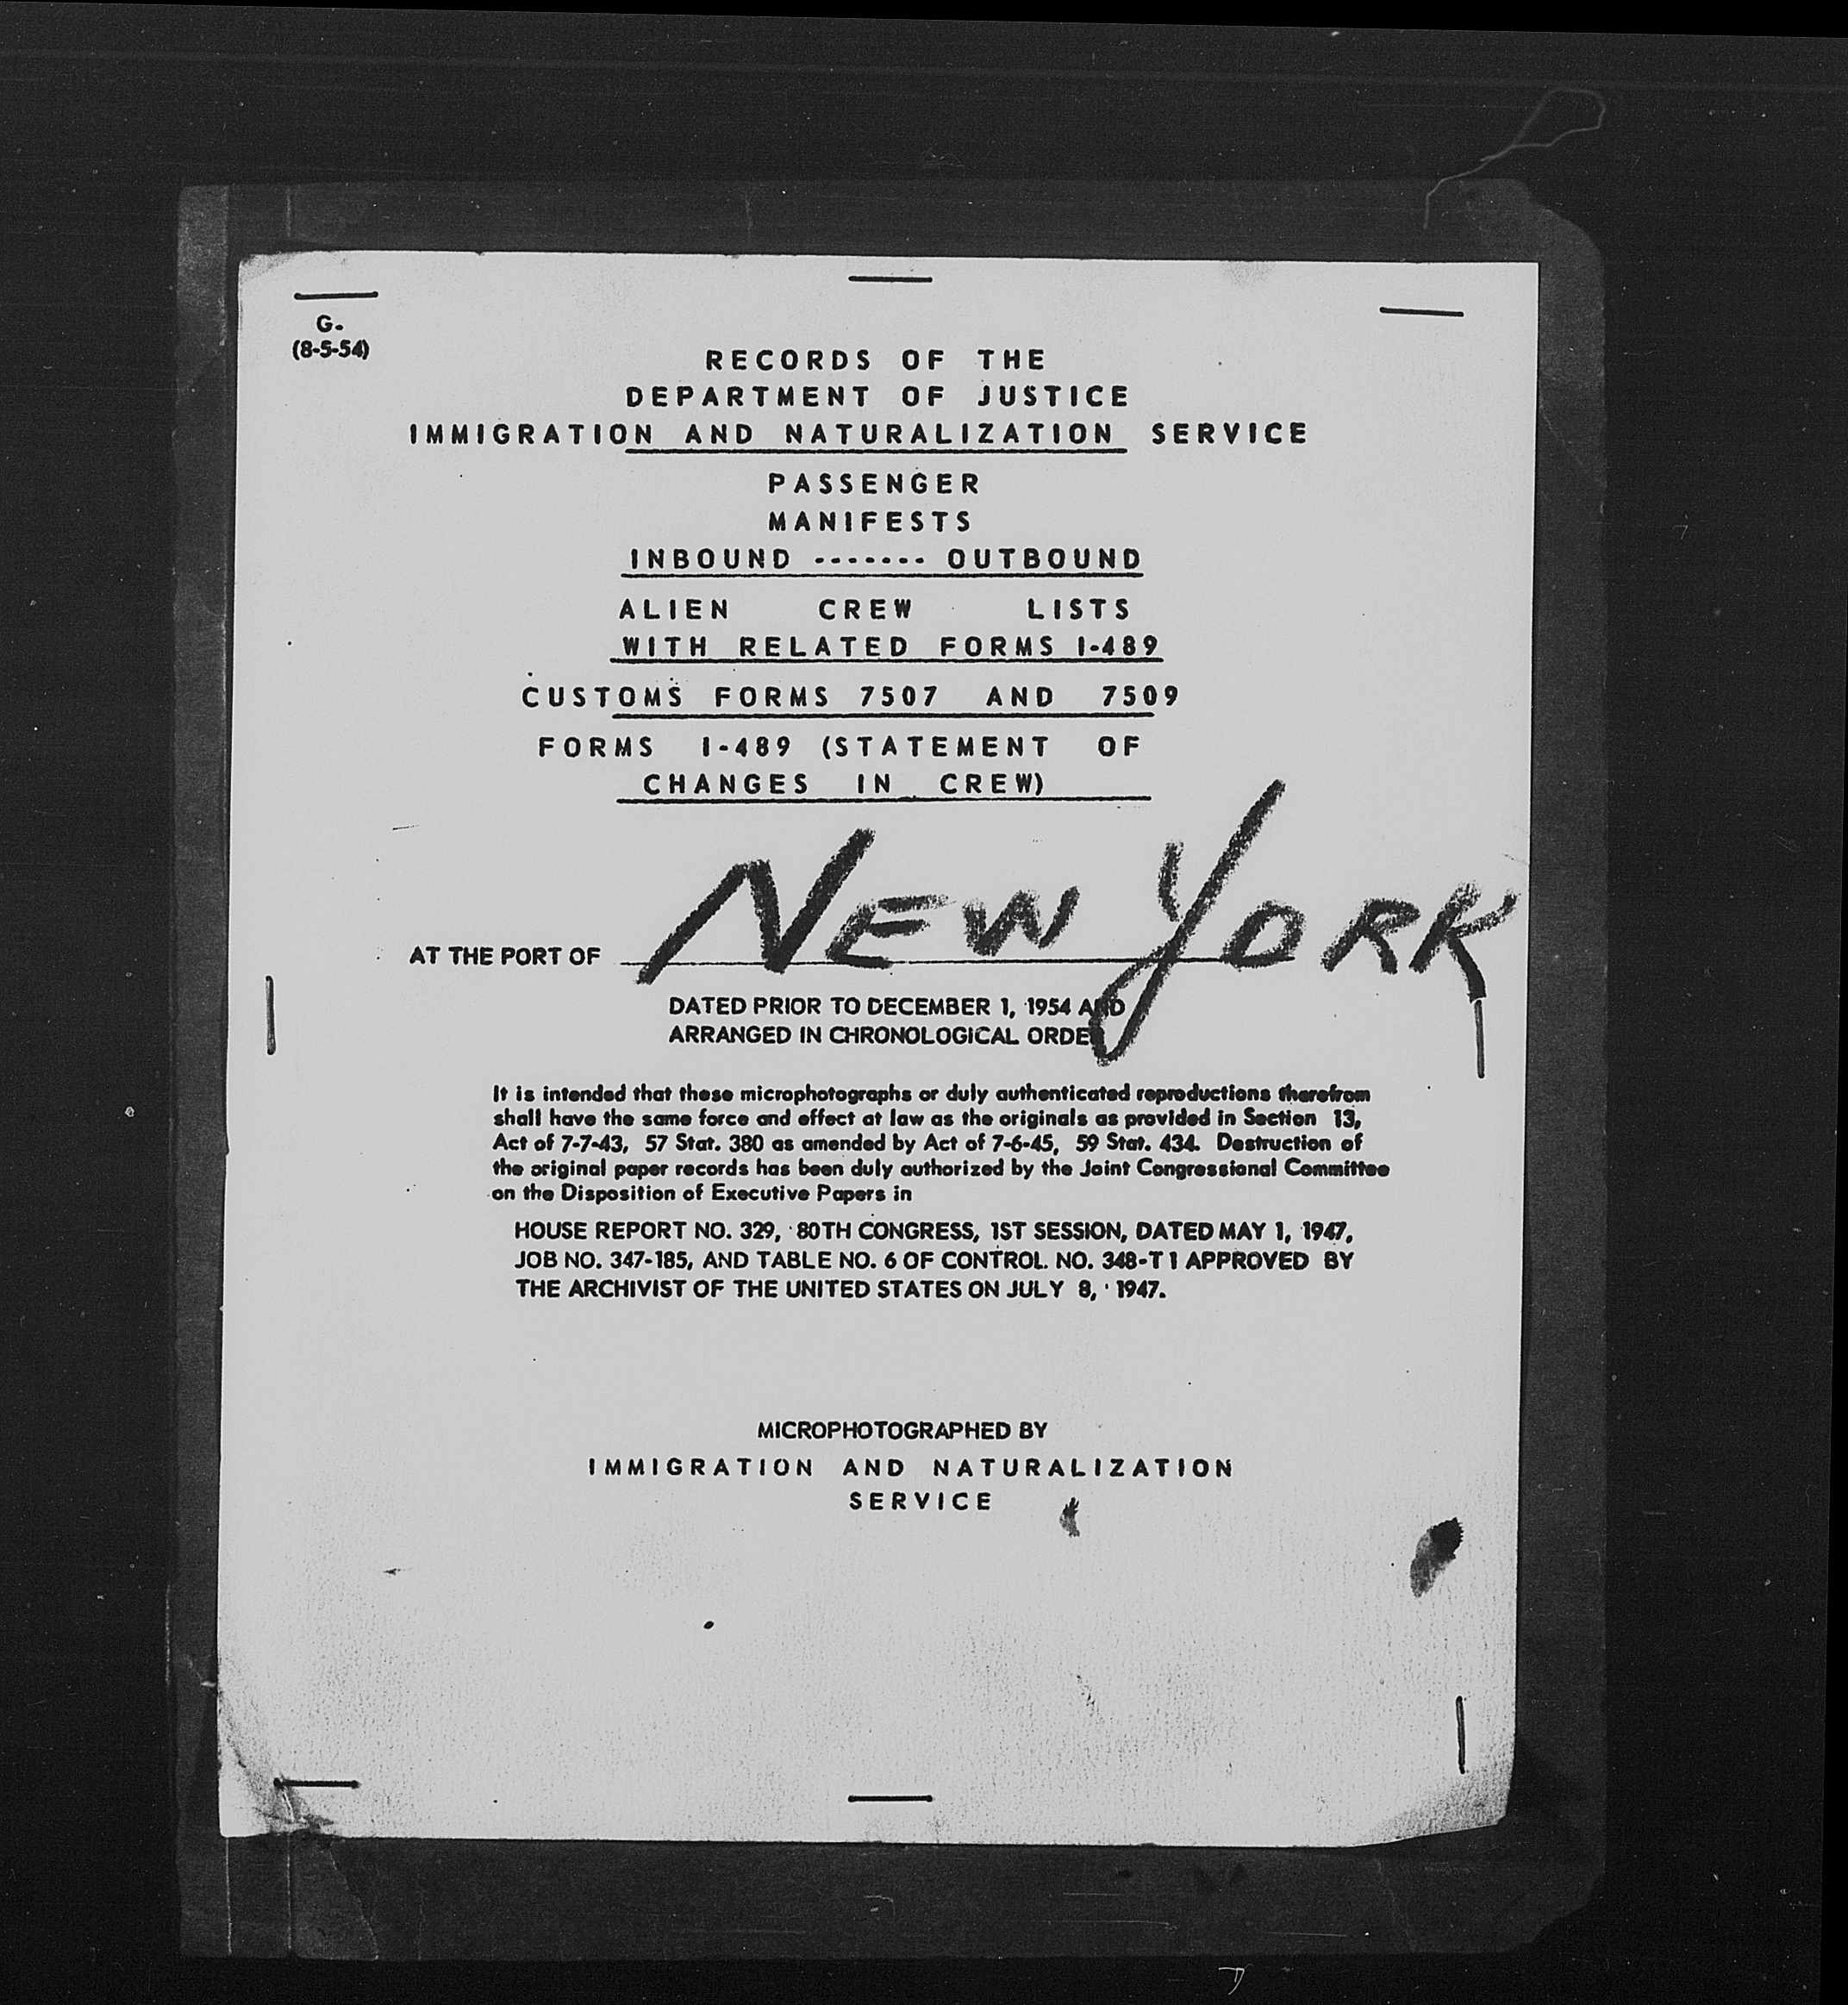 G.
(8-5-54)
RECORDS OF THE
DEPARTMENT OF JUSTICE
IMMIGRATION AND NATURALIZATION SERVICE
PASSENGER
MANIFESTS
INBOUND ------- OUTBOUND
ALIEN CREW LISTS
WITH RELATED FORMS I-489
CUSTOMS FORMS 7507 AND 7509
FORMS I-489 (STATEMENT OF
CHANGES IN CREW)
AT THE PORT OF NEW YORK
DATED PRIOR TO DECEMBER 1, 1954 AND
ARRANGED IN CHRONOLOGICAL ORDER
It is intended that these microphotographs or duly authenticated reproductions therefrom
shall have the same force and effect at law as the originals as provided in Section 13,
Act of 7-7-43, 57 Stat. 380 as amended by Act of 7-6-45, 59 Stat. 434. Destruction of
the original paper records has been duly authorized by the Joint Congressional Committee
on the Disposition of Executive Papers in
HOUSE REPORT NO. 329, 80TH CONGRESS, 1ST SESSION, DATED MAY 1, 1947,
JOB NO. 347-185, AND TABLE NO. 6 OF CONTROL NO. 348-T1 APPROVED BY
THE ARCHIVIST OF THE UNITED STATES ON JULY 8, 1947.
MICROPHOTOGRAPHED BY
IMMIGRATION AND NATURALIZATION
SERVICE